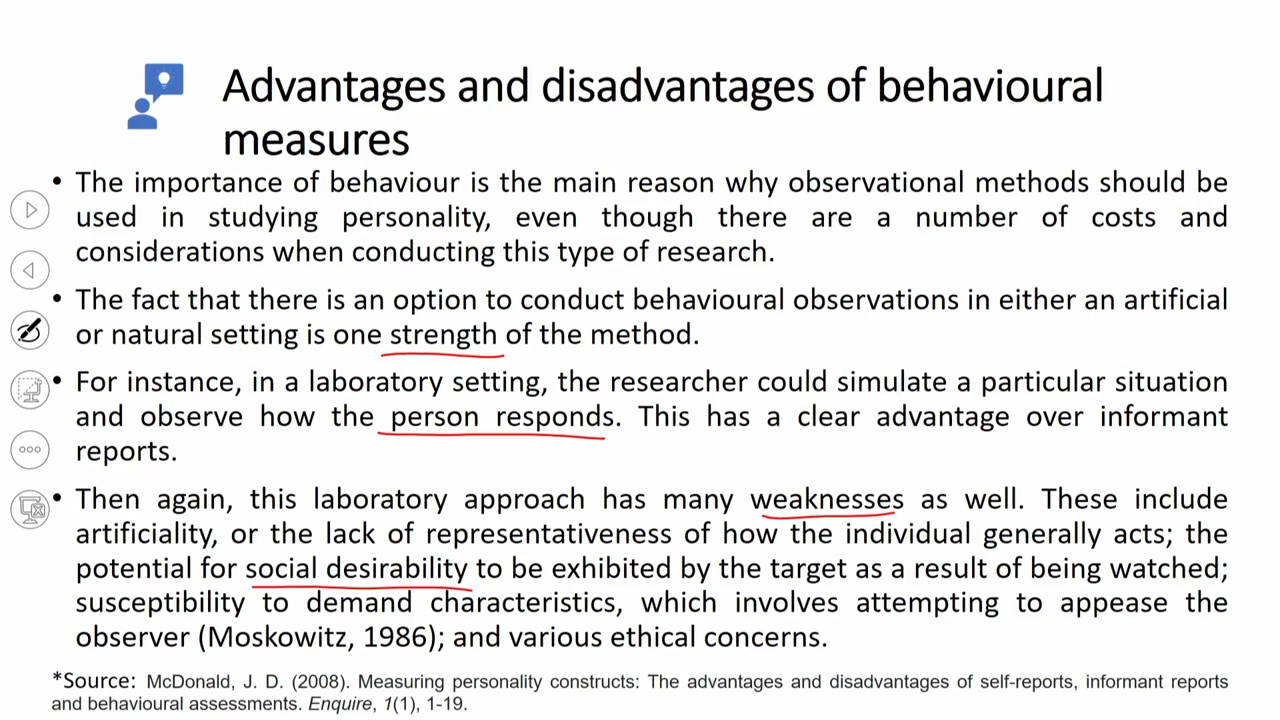 Advantages and disadvantages of behavioural
measures
• The importance of behaviour is the main reason why observational methods should be
used in studying personality, even though there are a number of costs and
considerations when conducting this type of research.
• The fact that there is an option to conduct behavioural observations in either an artificial
or natural setting is one strength of the method.
• For instance, in a laboratory setting, the researcher could simulate a particular situation
and observe how the person responds. This has a clear advantage over informant
reports.
• Then again, this laboratory approach has many weaknesses as well. These include
artificiality, or the lack of representativeness of how the individual generally acts; the
potential for social desirability to be exhibited by the target as a result of being watched;
susceptibility to demand characteristics, which involves attempting to appease the
observer (Moskowitz, 1986); and various ethical concerns.
*Source: McDonald, J. D. (2008). Measuring personality constructs: The advantages and disadvantages of self-reports, informant reports
and behavioural assessments. Enquire, 1(1), 1-19.